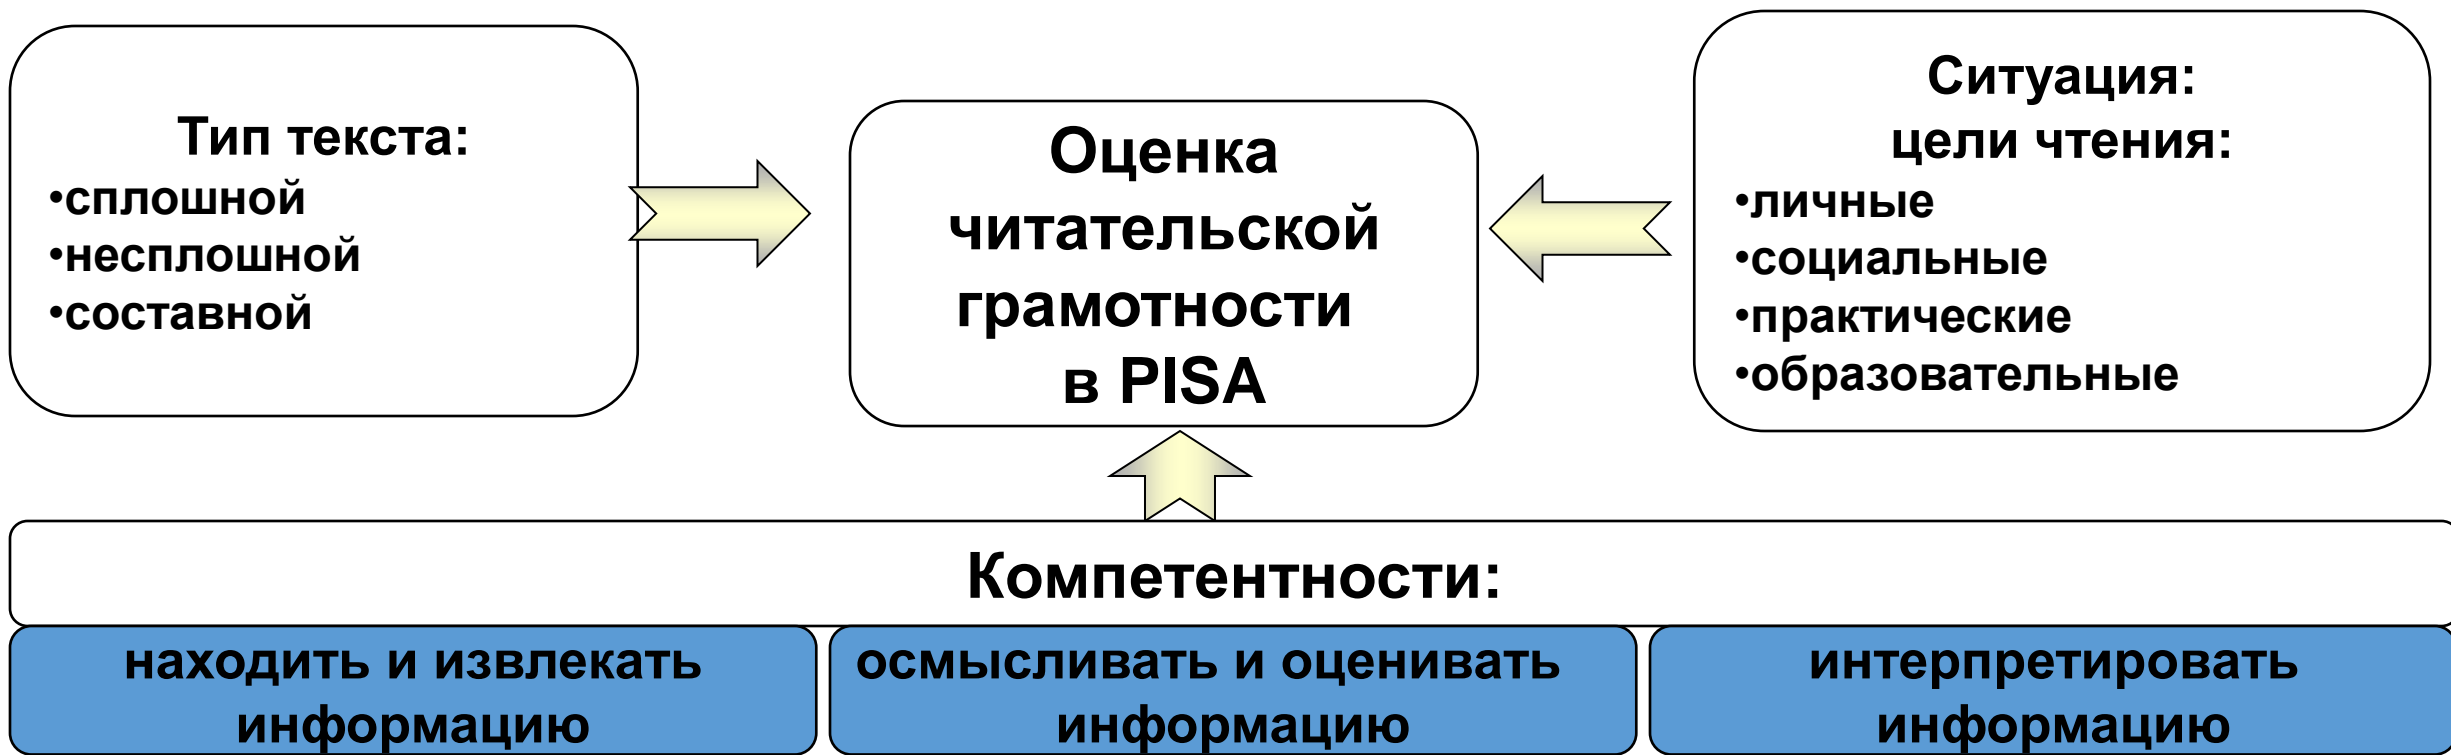 Тип текста:
•сплошной
•несплошной
•составной
Оценка
читательской
грамотности
в PISA
Ситуация:
цели чтения:
•личные
•социальные
•практические
•образовательные
Компетентности:
находить и извлекать
информацию
осмысливать и оценивать
информацию
интерпретировать
информацию